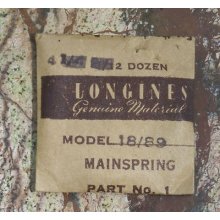 2 DOZEN
LONGINES
Genuine Material
MODEL 18/89
MAINSPRING
PART No. 1